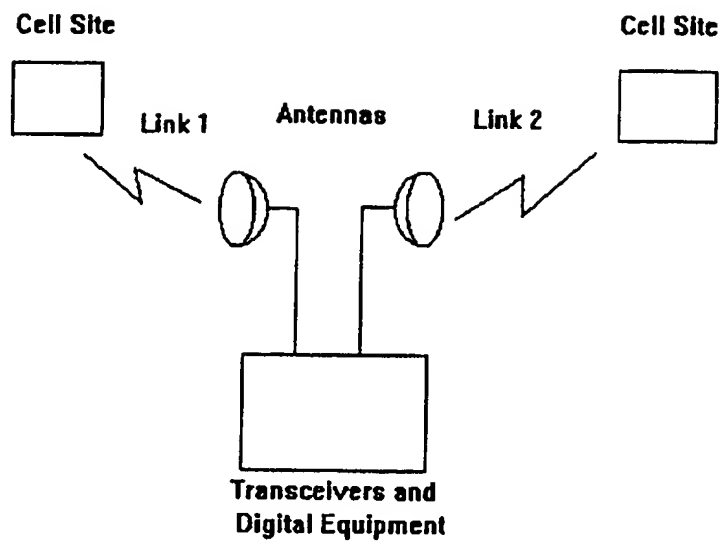 Cell Site
Cell Site
Link 1
Antennas
Link 2
Transceivers and
Digital Equipment